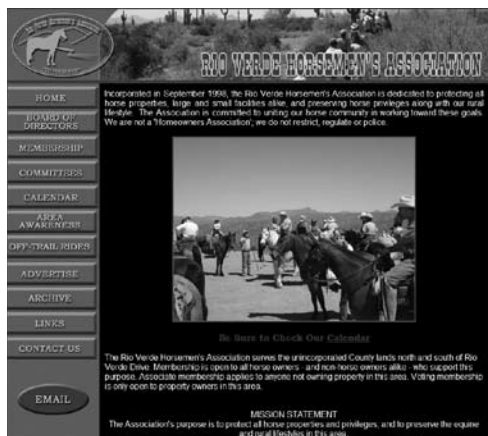 RIO VERDE HORSEMEN'S ASSOCIATION
HOME
BOARD OF
DIRECTORS
MEMBERSHIP
COMMITTEES
CALENDAR
AREA
AWARENESS
OFF-TRAIL RIDES
ADVERTISE
ARCHIVE
LINKS
CONTACT US
EMAIL
Incorporated in September 1998, the Rio Verde Horsemen's Association is dedicated to protecting all
horse properties, large and small facilities alike, and preserving horse privileges along with our rural
lifestyle. The Association is committed to uniting our horse community in working toward these goals.
We are not a 'Homeowners Association'; we do not restrict, regulate or police.
Be Sure to Check Our Calendar
The Rio Verde Horsemen's Association serves the unincorporated County lands north and south of Rio
Verde Drive. Membership is open to all horse owners - and non-horse owners alike - who support this
purpose. Associate membership applies to anyone not owning property in this area. Voting membership
is only open to property owners in this area.
MISSION STATEMENT
The Association's purpose is to protect all horse properties and privileges, and to preserve the equine
and rural lifestyles in this area